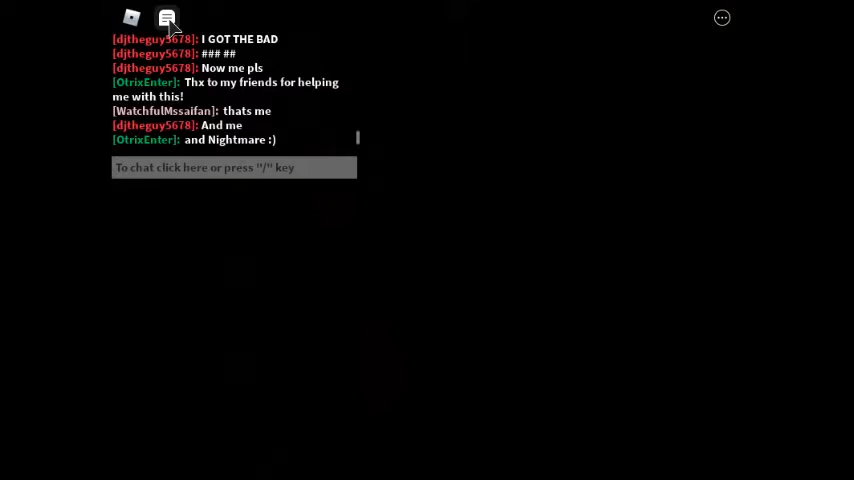 [djtheguy5678]: I GOT THE BAD
[djtheguy5678]: ### ##
[djtheguy5678]: Now me pls
[OtrixEnter]: Thx to my friends for helping
me with this!
[WatchfulMssaifan]: thats me
[djtheguy5678]: And me
[OtrixEnter]: and Nightmare :)
To chat click here or press "/" key